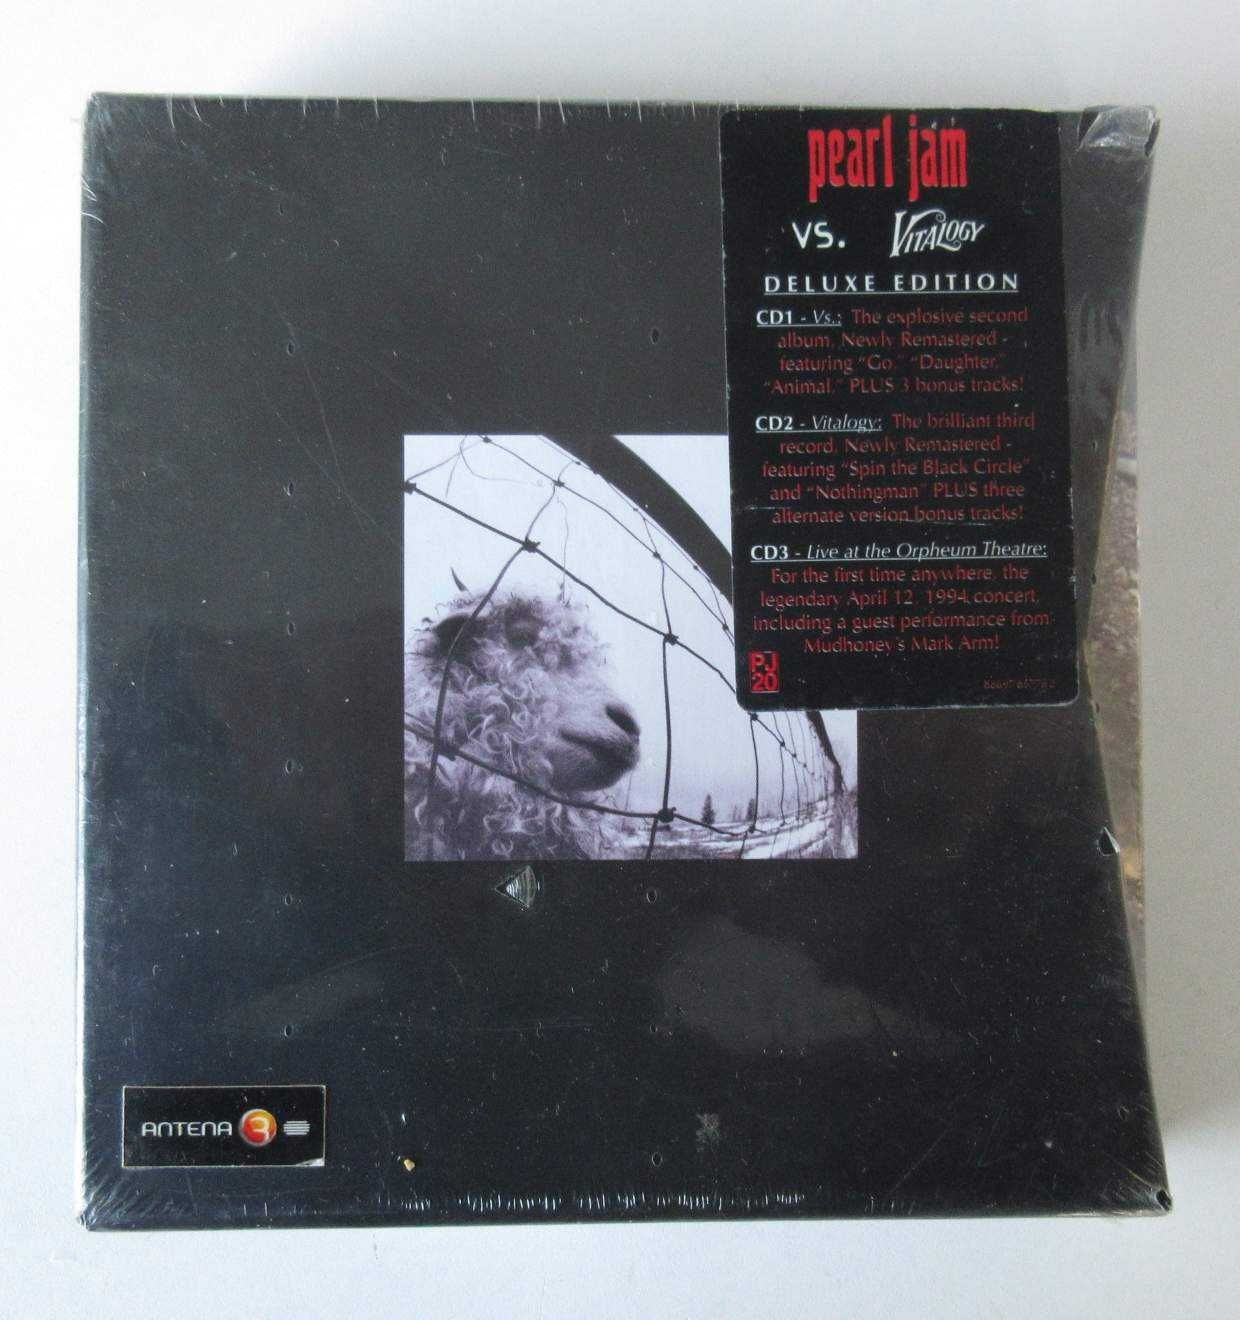 pearl jam
vs. VITALOGY
DELUXE EDITION
CD1 - Vs.: The explosive second
album, Newly Remastered -
featuring "Go," "Daughter,"
"Animal," PLUS 3 bonus tracks!
CD2 - Vitalogy: The brilliant third
record, Newly Remastered -
featuring "Spin the Black Circle"
and "Nothingman" PLUS three
alternate version bonus tracks!
CD3 - Live at the Orpheum Theatre:
For the first time anywhere, the
legendary April 12, 1994 concert,
including a guest performance from
Mudhoney's Mark Arm!
PJ
20
ANTENA 3